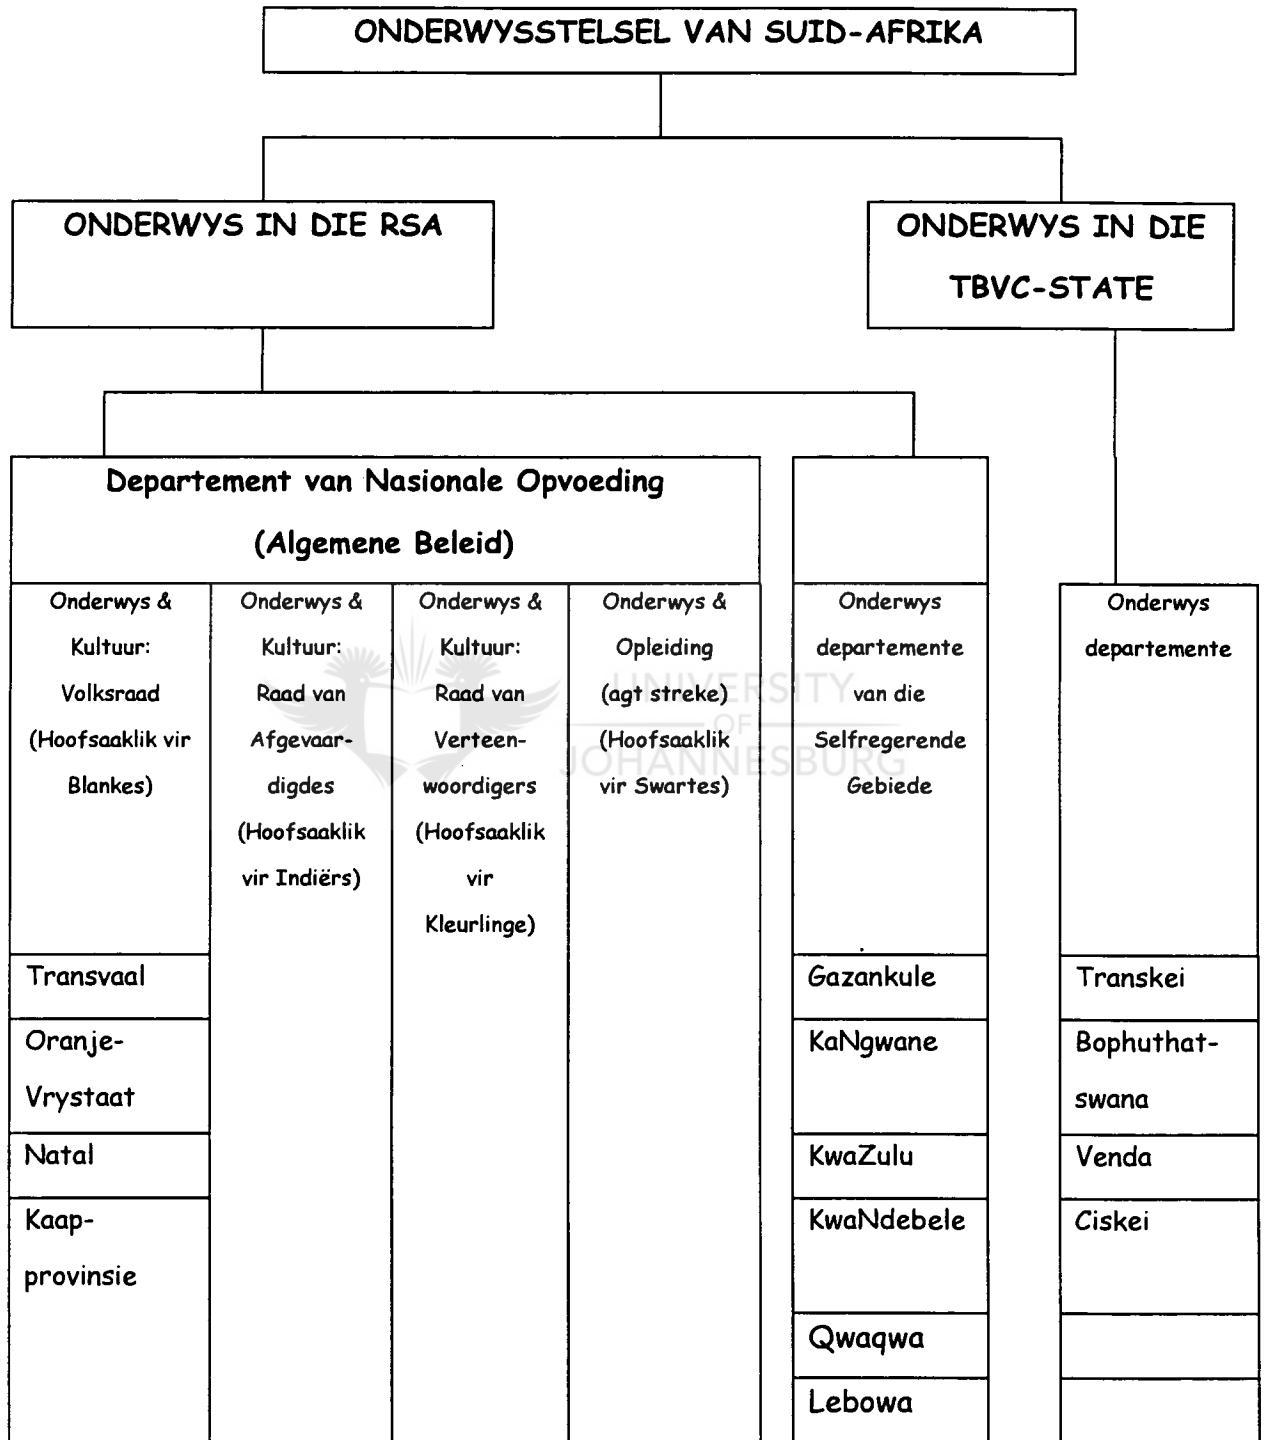 ONDERWYSSTELSEL VAN SUID-AFRIKA
ONDERWYS IN DIE RSA
ONDERWYS IN DIE
TBVC-STATE
Departement van Nasionale Opvoeding
(Algemene Beleid)
Onderwys &
Kultuur:
Volksraad
(Hoofsaaklik vir
Blankes)
Onderwys &
Kultuur:
Raad van
Afgevaar-
digdes
(Hoofsaaklik
vir Indiërs)
Onderwys &
Kultuur:
Raad van
Verteen-
woordigers
(Hoofsaaklik
vir
Kleurlinge)
Onderwys &
Opleiding
(agt streke)
(Hoofsaaklik
vir Swartes)
Onderwys
departemente
van die
Selfregerende
Gebiede
Onderwys
departemente
Transvaal
Oranje-
Vrystaat
Natal
Kaap-
provinsie
Gazankule
KaNgwane
KwaZulu
KwaNdebele
Qwaqwa
Lebowa
Transkei
Bophuthat-
swana
Venda
Ciskei
UNIVERSITY
OF
JOHANNESBURG